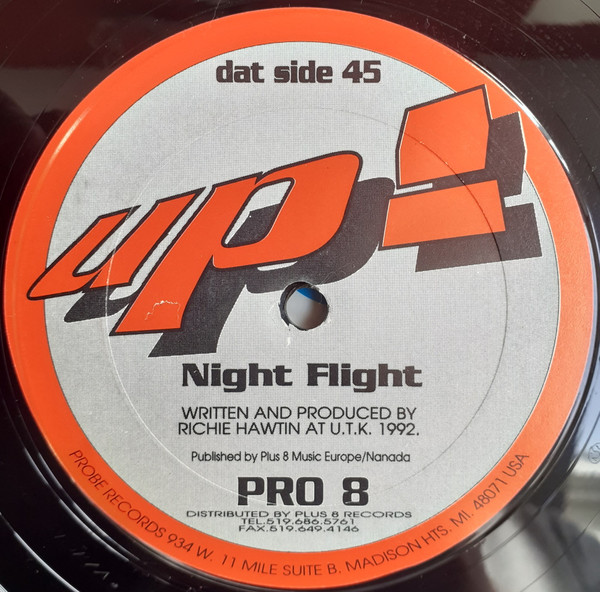 dat side 45
up!
Night Flight
WRITTEN AND PRODUCED BY
RICHIE HAWTIN AT U.T.K. 1992.
Published by Plus 8 Music Europe/Nanada
PRO 8
DISTRIBUTED BY PLUS 8 RECORDS
TEL.519.686.5761
FAX.519.649.4146
PROBE RECORDS 934 W. 11 MILE SUITE B. MADISON HTS. MI. 48071 USA